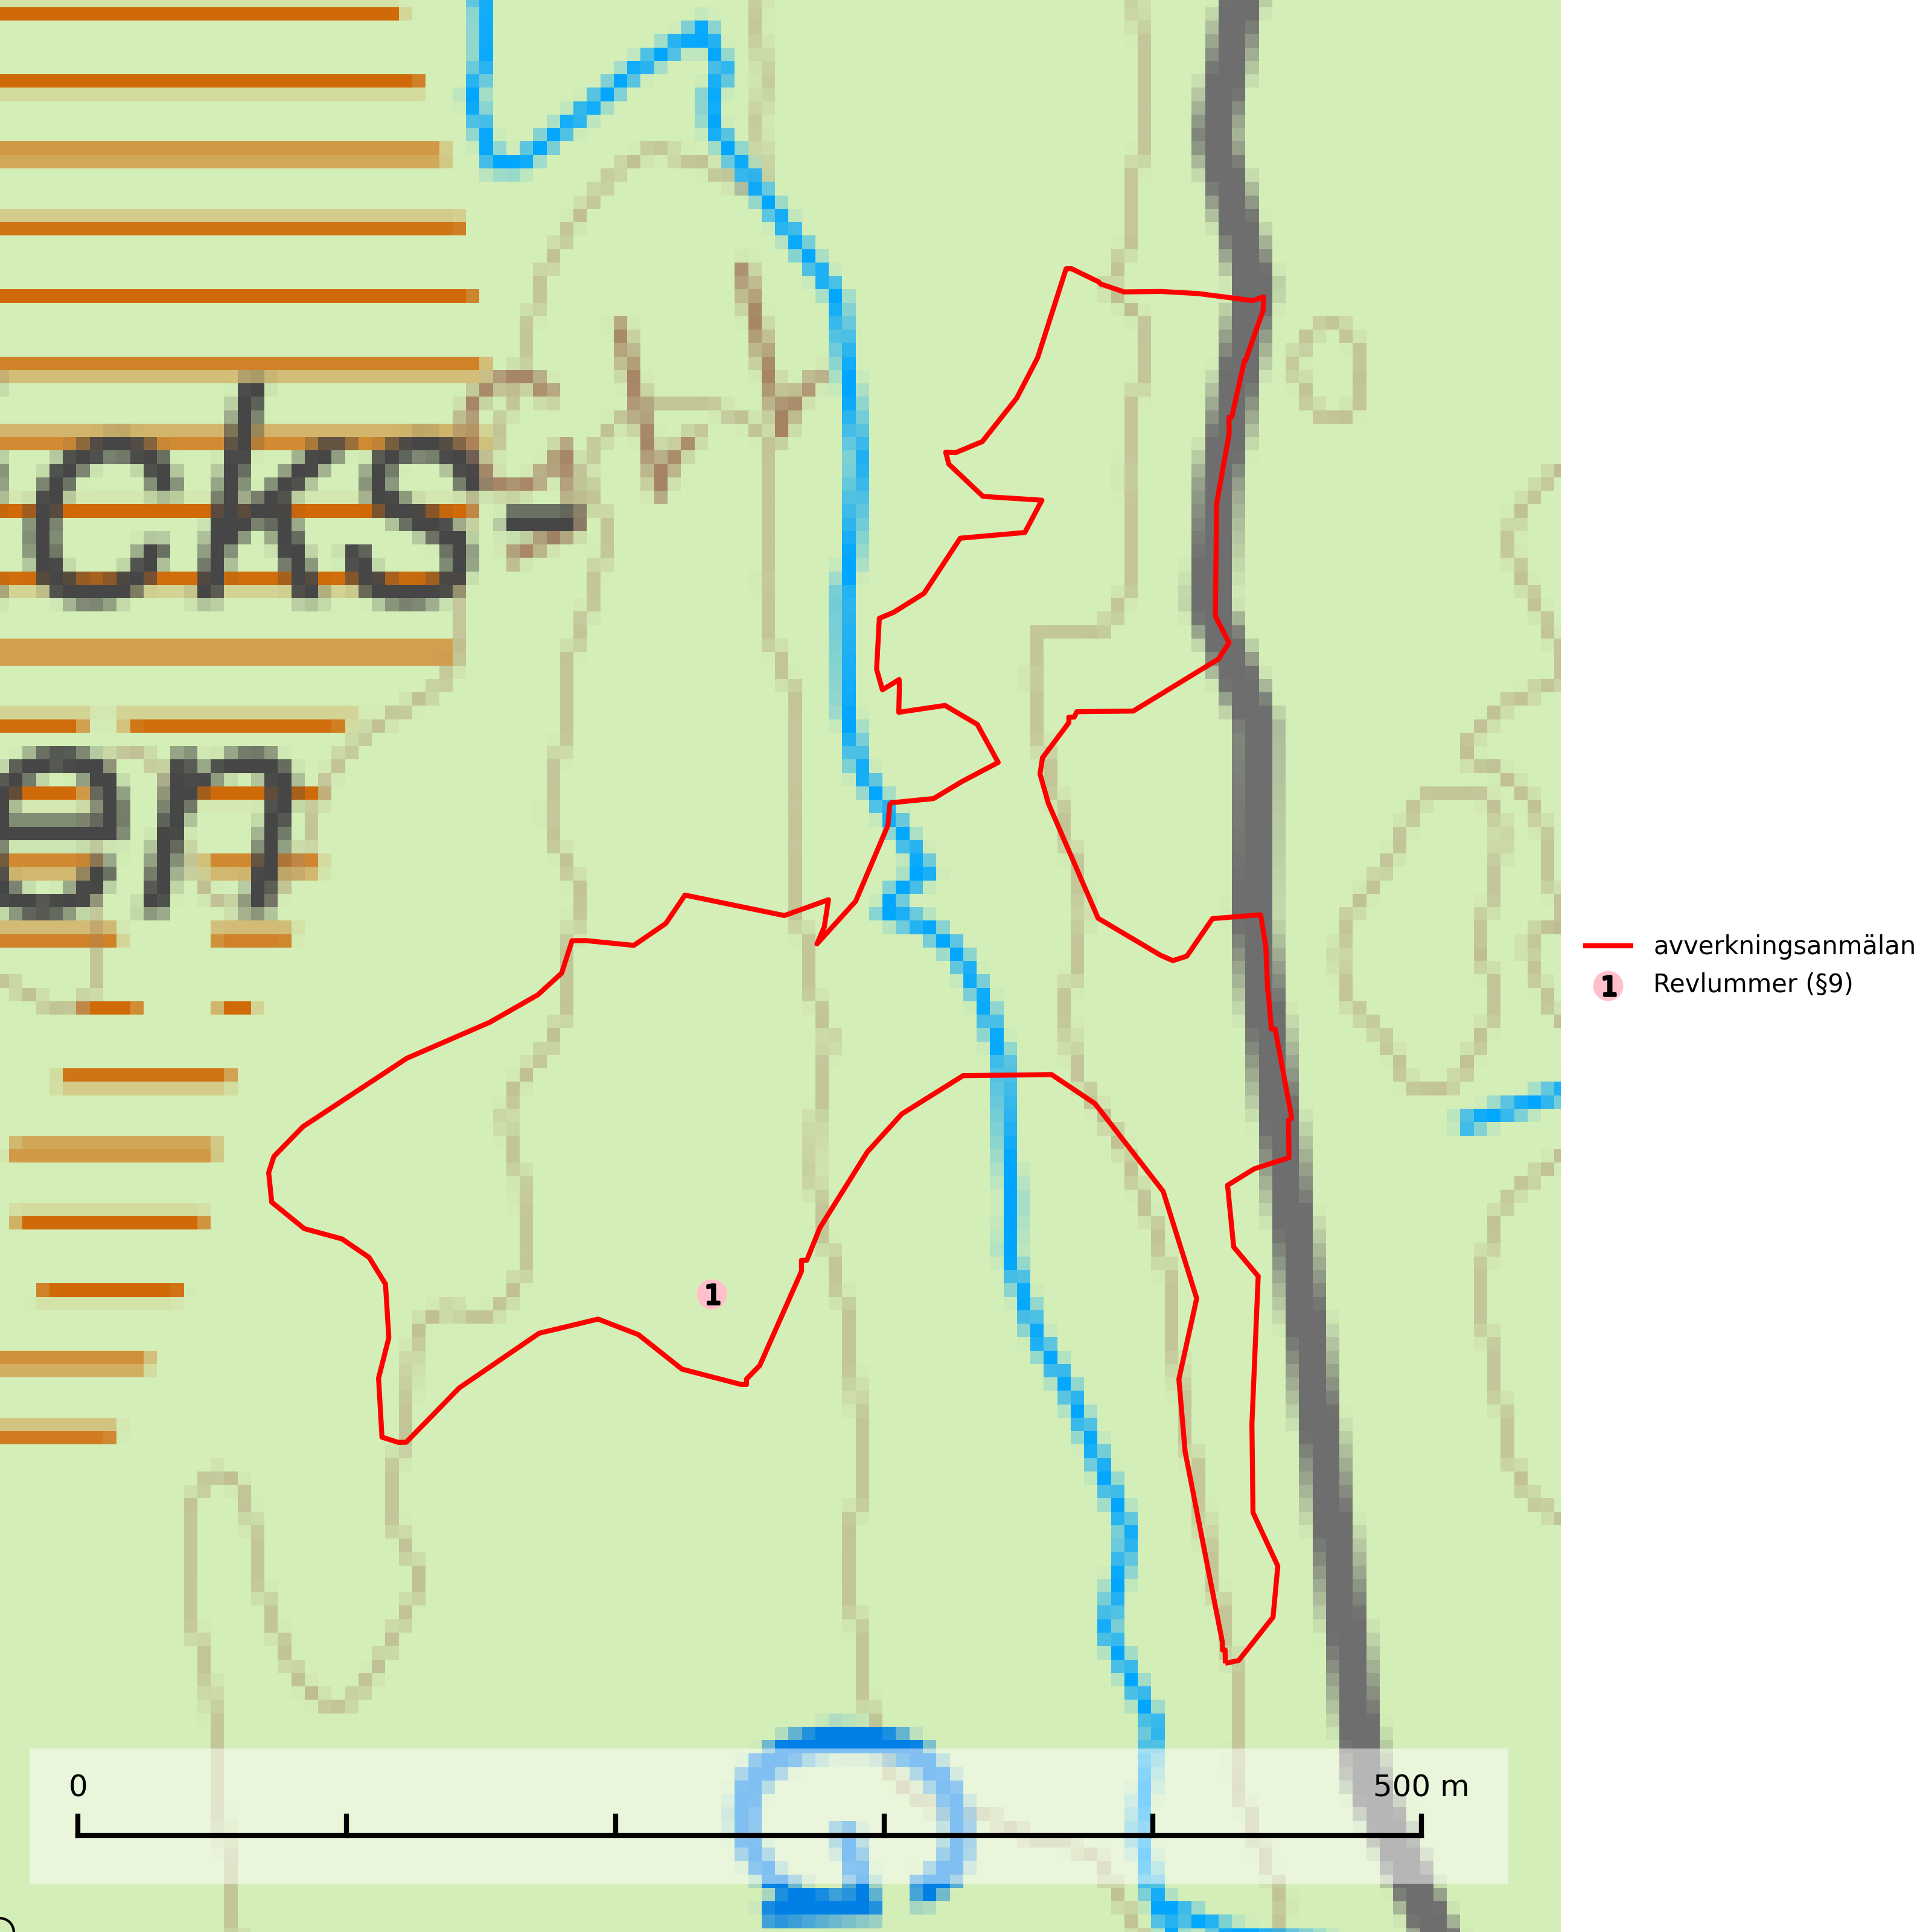 cks-
en
1
avverkningsanmälan
1 Revlummer (§9)
0 500 m